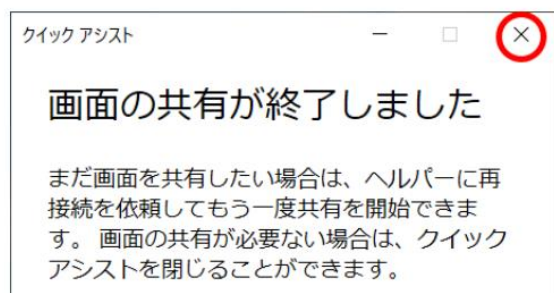 クイック アシスト
画面の共有が終了しました
まだ画面を共有したい場合は、ヘルパーに再
接続を依頼してもう一度共有を開始できま
す。 画面の共有が必要ない場合は、クイック
アシストを閉じることができます。